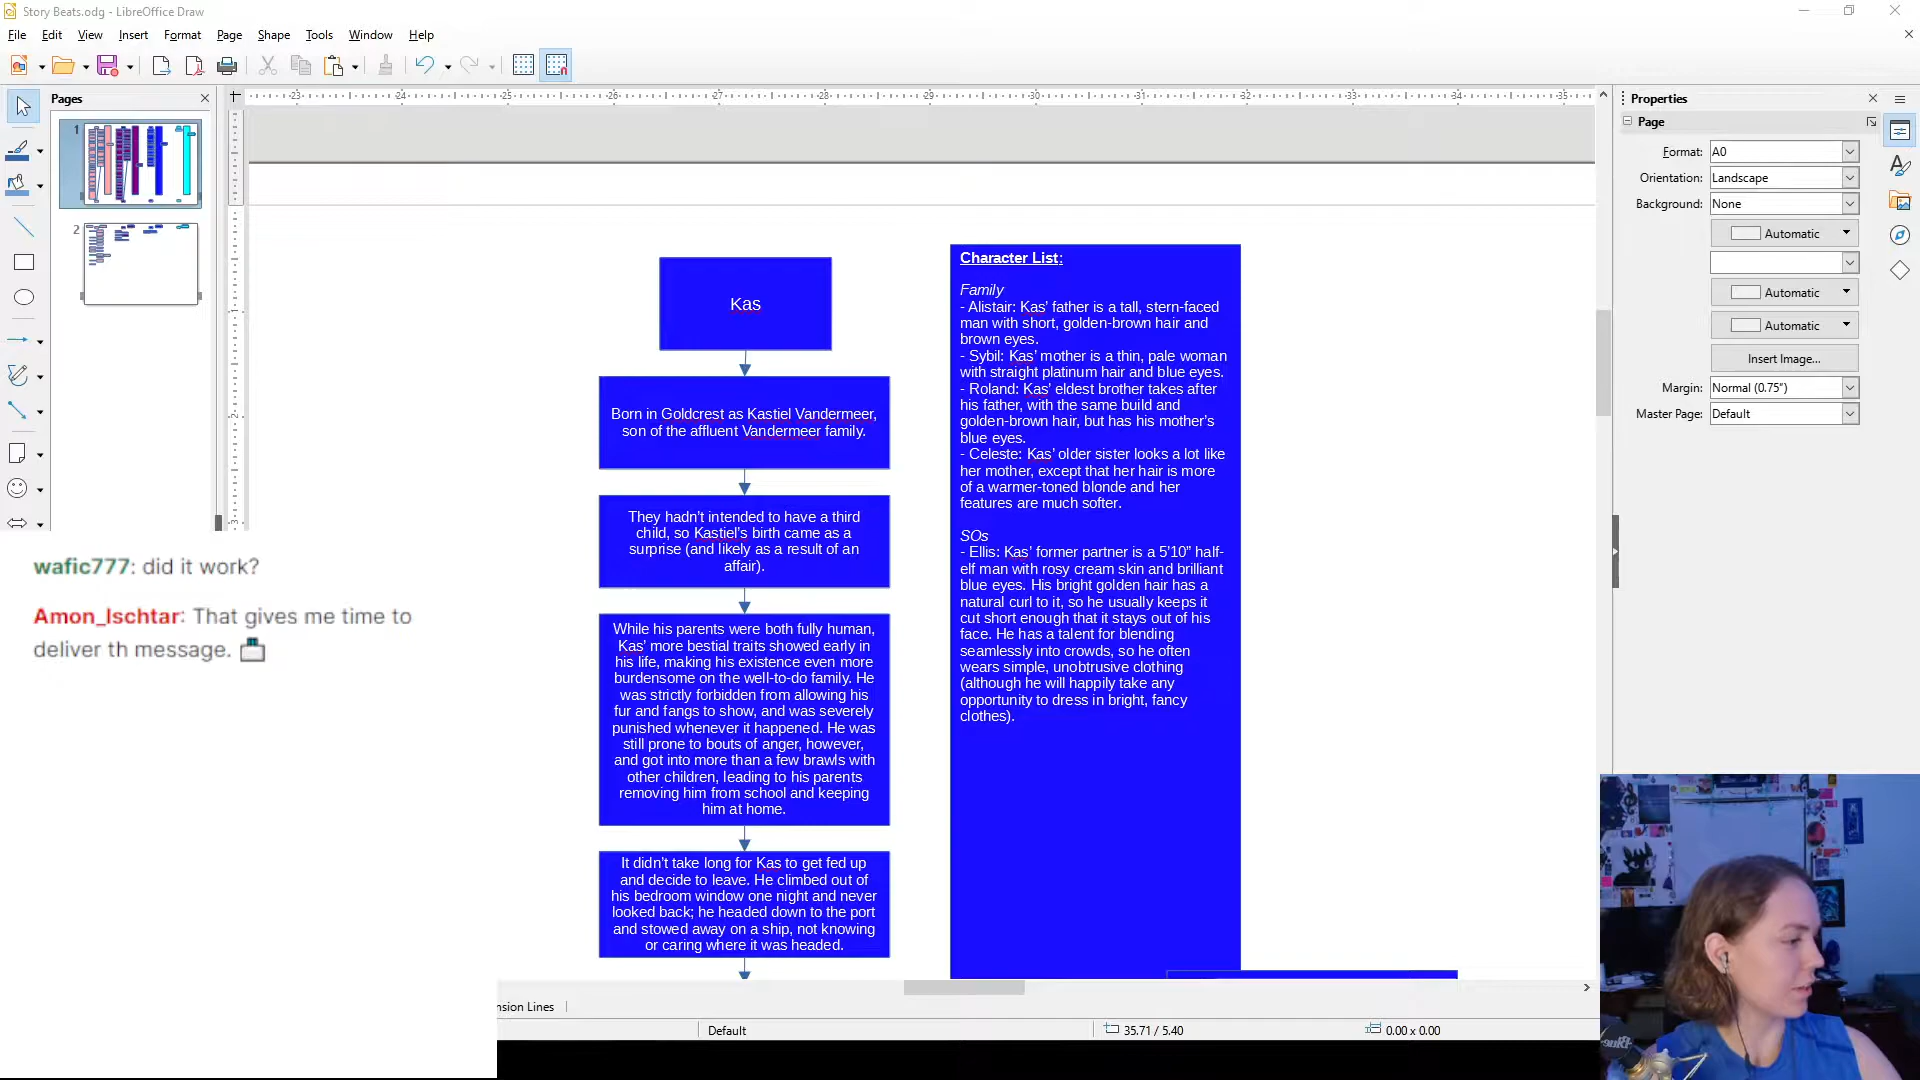 Story Beats.odg - LibreOffice Draw
File Edit View Insert Format Page Shape Tools Window Help
Pages
1
2
23 24 25 26 27 28 29 30 31 32 33 34 35
1
2
3
Kas
Born in Goldcrest as Kastiel Vandermeer,
son of the affluent Vandermeer family.
They hadn't intended to have a third
child, so Kastiel's birth came as a
surprise (and likely as a result of an
affair).
While his parents were both fully human,
Kas' more bestial traits showed early in
his life, making his existence even more
burdensome on the well-to-do family. He
was strictly forbidden from allowing his
fur and fangs to show, and was severely
punished whenever it happened. He was
still prone to bouts of anger, however,
and got into more than a few brawls with
other children, leading to his parents
removing him from school and keeping
him at home.
It didn't take long for Kas to get fed up
and decide to leave. He climbed out of
his bedroom window one night and never
looked back; he headed down to the port
and stowed away on a ship, not knowing
or caring where it was headed.
Character List:
Family
- Alistair: Kas' father is a tall, stern-faced
man with short, golden-brown hair and
brown eyes.
- Sybil: Kas' mother is a thin, pale woman
with straight platinum hair and blue eyes.
- Roland: Kas' eldest brother takes after
his father, with the same build and
golden-brown hair, but has his mother's
blue eyes.
- Celeste: Kas' older sister looks a lot like
her mother, except that her hair is more
of a warmer-toned blonde and her
features are much softer.
SOs
- Ellis: Kas' former partner is a 5'10" half-
elf man with rosy cream skin and brilliant
blue eyes. His bright golden hair has a
natural curl to it, so he usually keeps it
cut short enough that it stays out of his
face. He has a talent for blending
seamlessly into crowds, so he often
wears simple, unobtrusive clothing
(although he will happily take any
opportunity to dress in bright, fancy
clothes).
Properties
Page
Format: A0
Orientation: Landscape
Background: None
Automatic
Automatic
Automatic
Insert Image...
Margin: Normal (0.75")
Master Page: Default
wafic777: did it work?
Amon_Ischtar: That gives me time to
deliver th message.
nsion Lines
Default
35.71 / 5.40
0.00 x 0.00